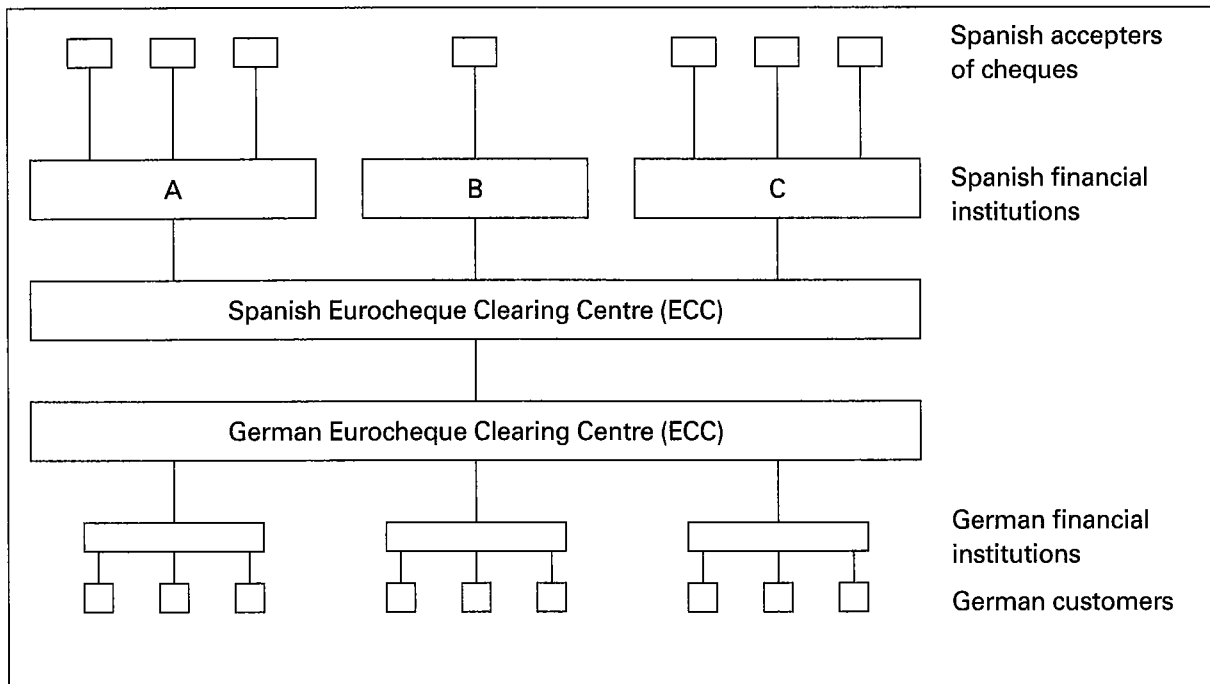 Spanish accepters
of cheques
A
B
C
Spanish financial
institutions
Spanish Eurocheque Clearing Centre (ECC)
German Eurocheque Clearing Centre (ECC)
German financial
institutions
German customers